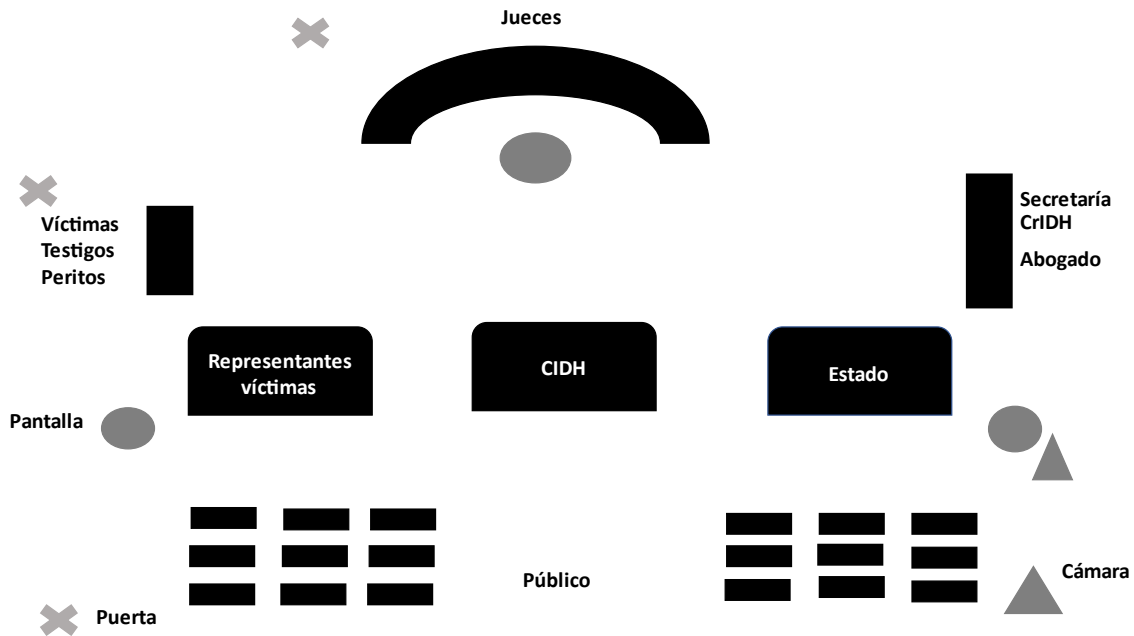 Jueces
Víctimas
Testigos
Peritos
Secretaría
CrIDH
Abogado
Representantes
víctimas
CIDH
Estado
Pantalla
Público
Cámara
Puerta